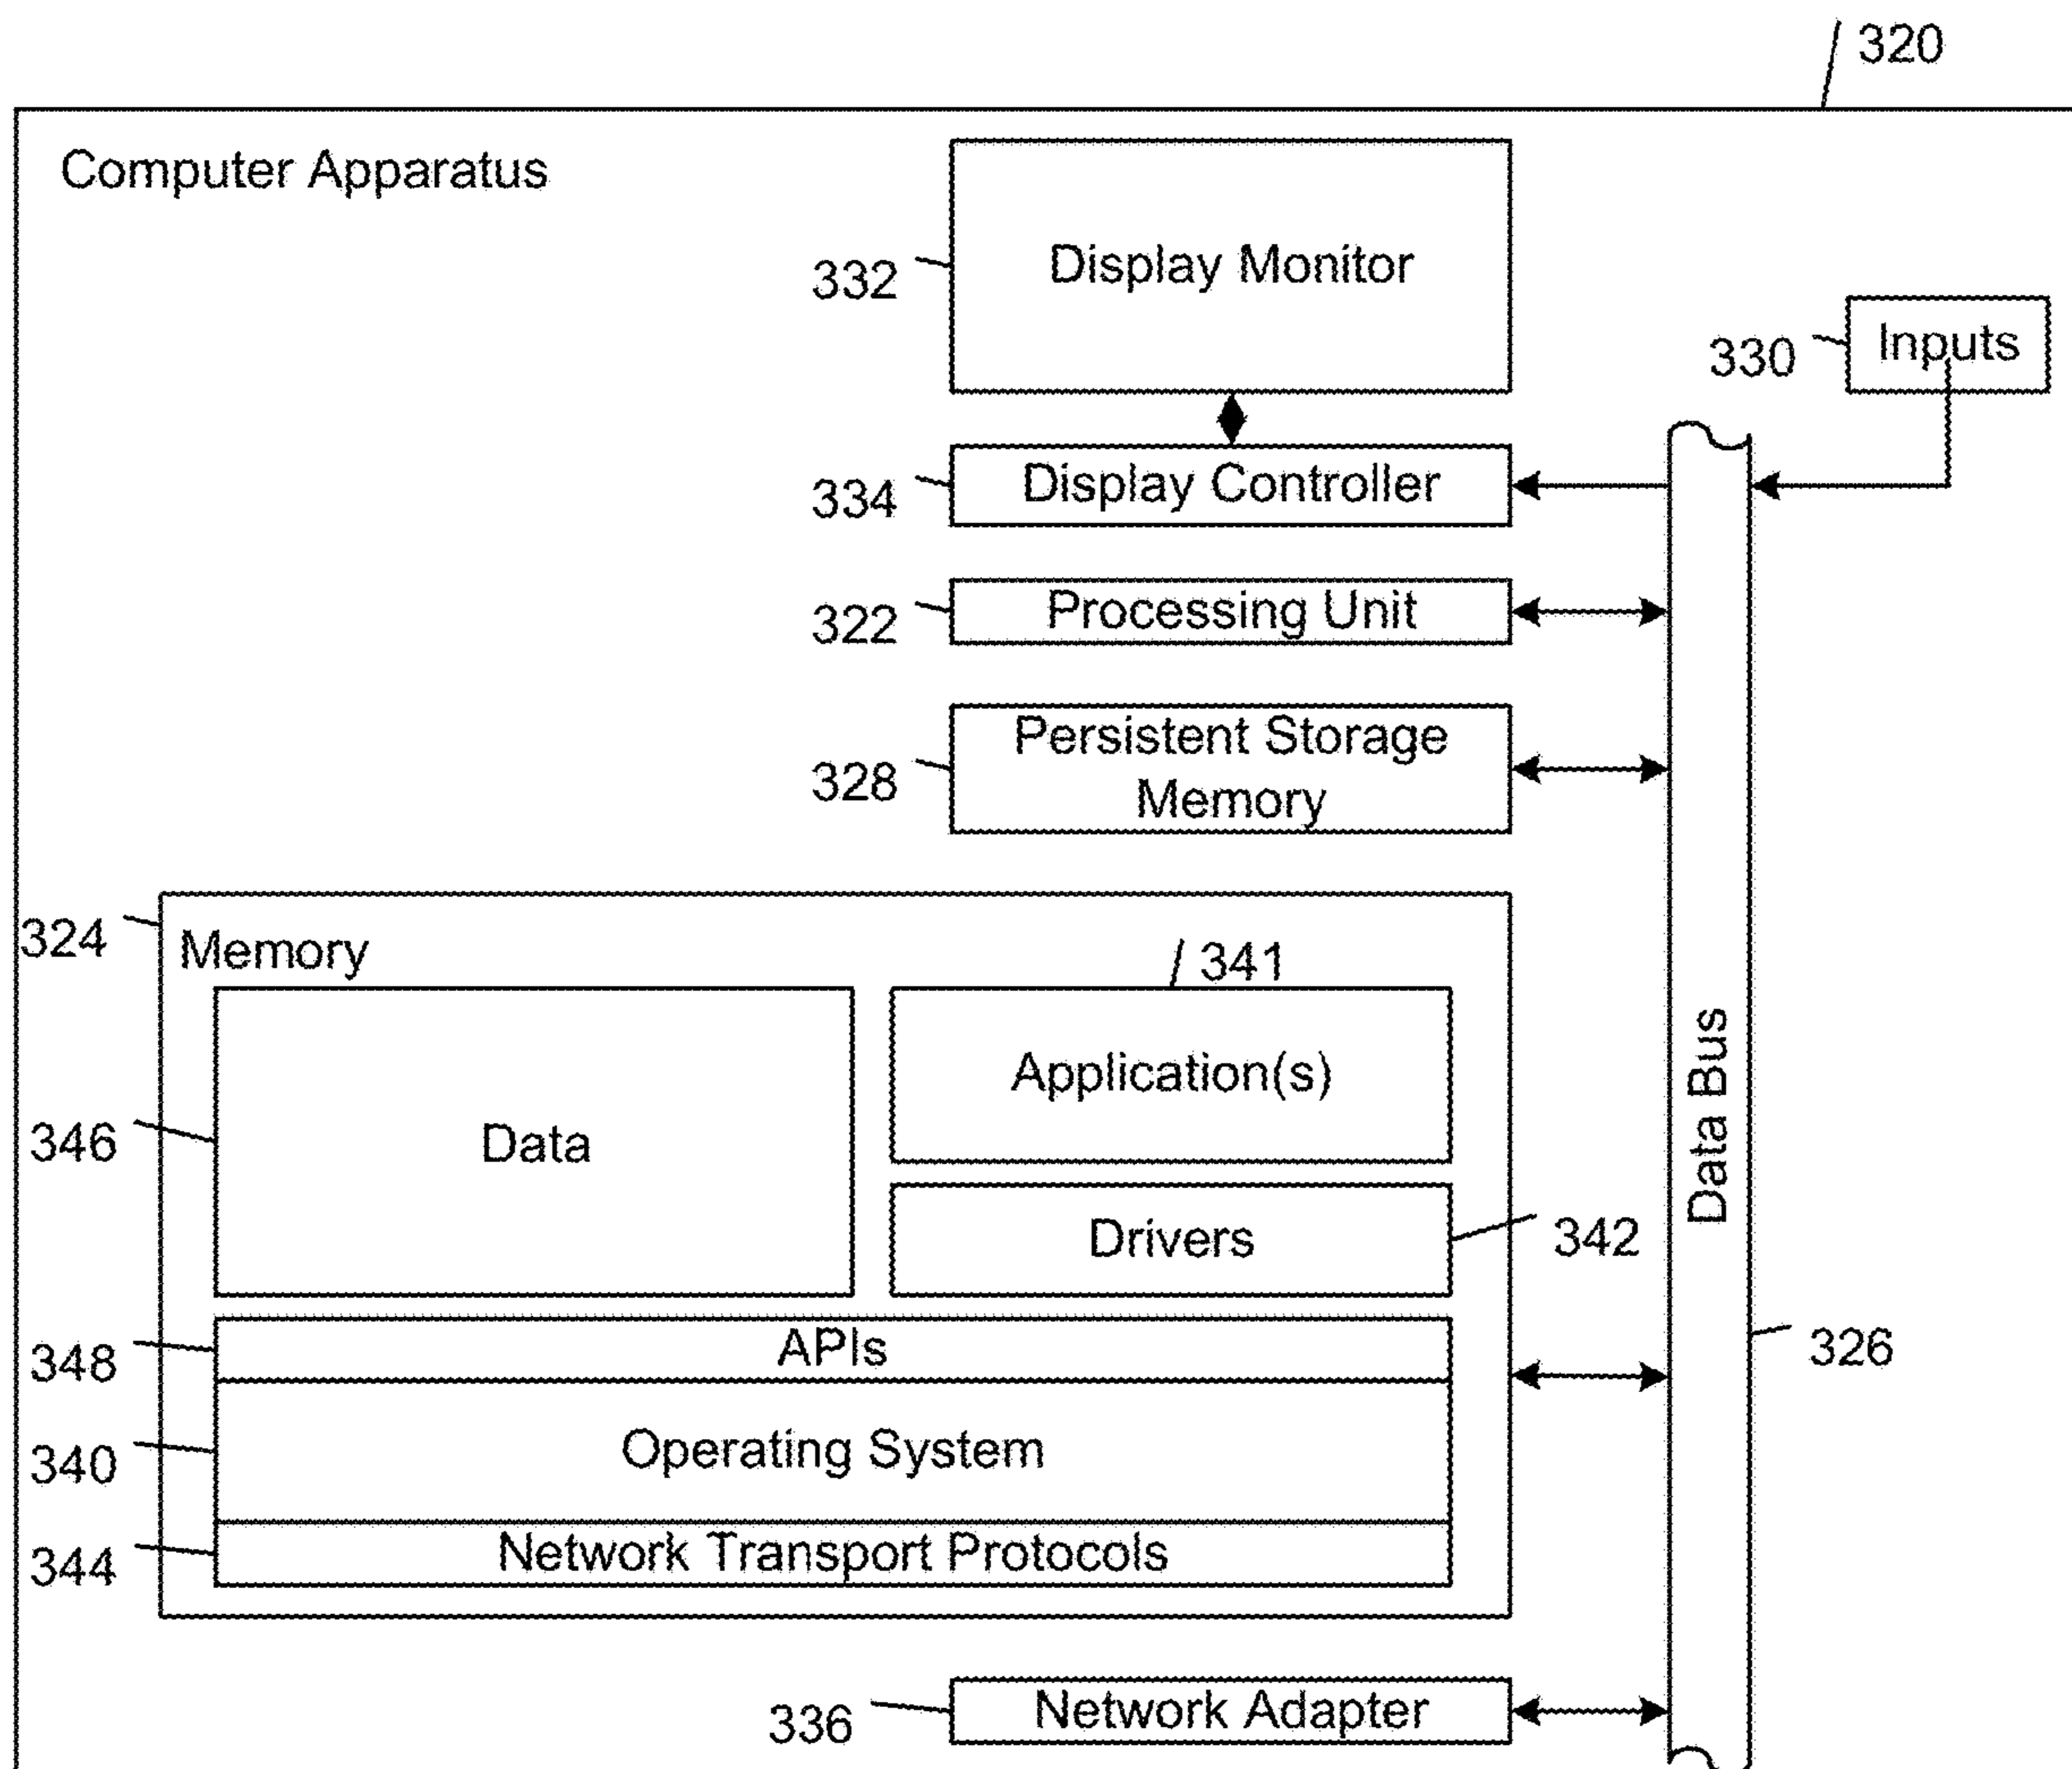 320
Computer Apparatus
332
Display Monitor
330
Inputs
334
Display Controller
322
Processing Unit
328
Persistent Storage
Memory
324
Memory
341
346
Data
Application(s)
Drivers
342
Data Bus
326
348
APIs
340
Operating System
344
Network Transport Protocols
336
Network Adapter